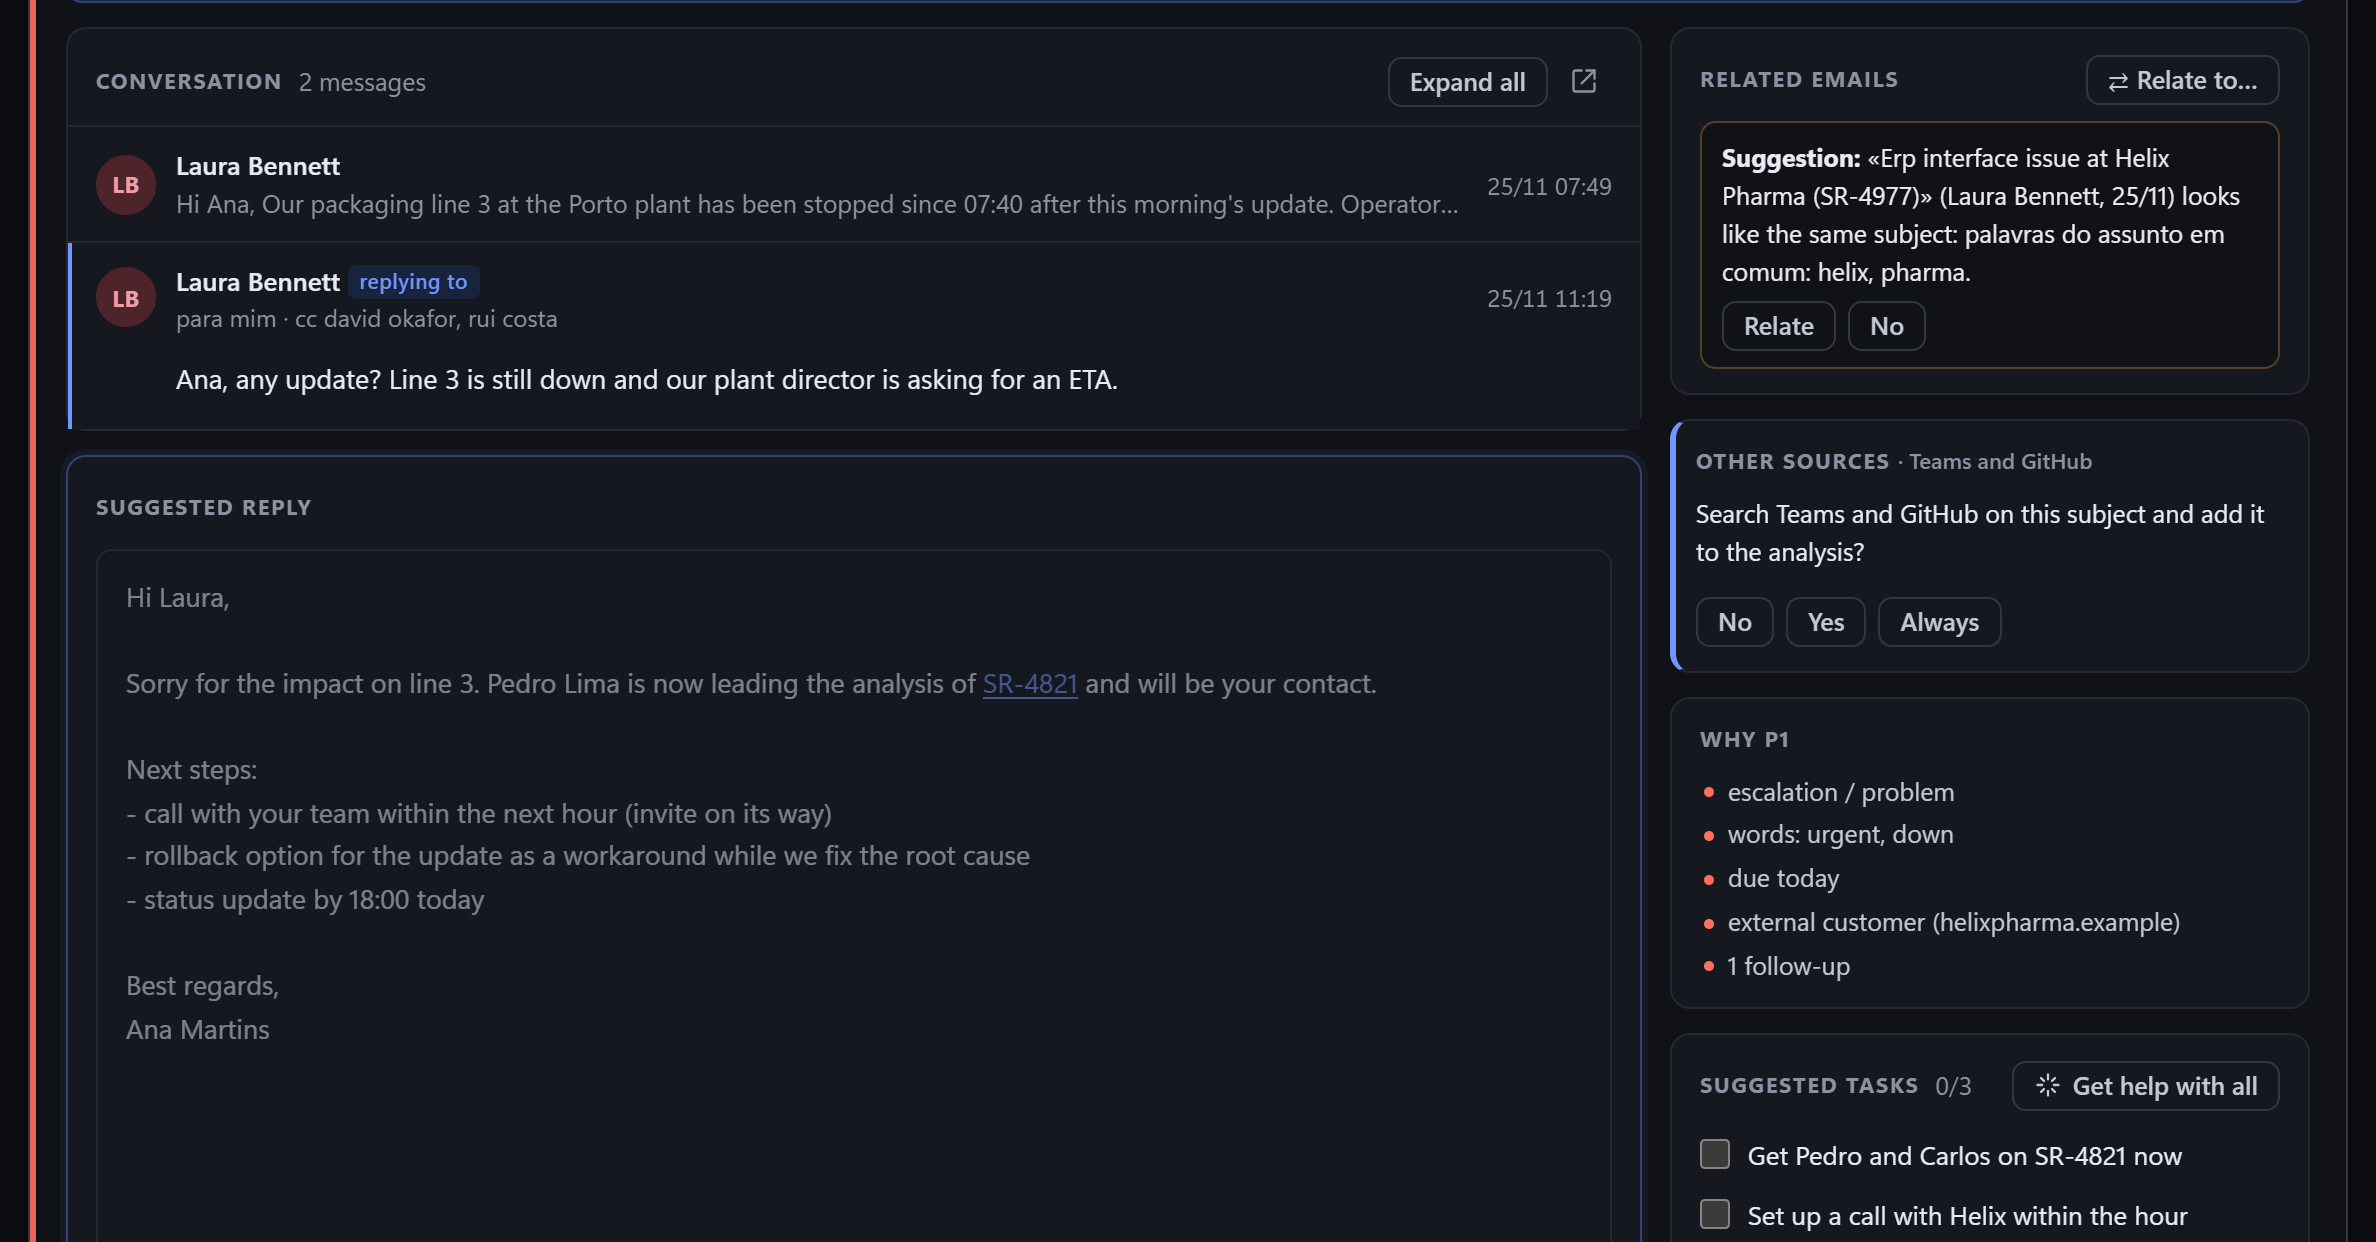 CONVERSATION 2 messages
Expand all
Laura Bennett
LB
Hi Ana, Our packaging line 3 at the Porto plant has been stopped since 07:40 after this morning's update. Operator...
25/11 07:49
Laura Bennett replying to
LB
para mim · cc david okafor, rui costa
25/11 11:19
Ana, any update? Line 3 is still down and our plant director is asking for an ETA.
SUGGESTED REPLY
Hi Laura,
Sorry for the impact on line 3. Pedro Lima is now leading the analysis of SR-4821 and will be your contact.
Next steps:
- call with your team within the next hour (invite on its way)
- rollback option for the update as a workaround while we fix the root cause
- status update by 18:00 today
Best regards,
Ana Martins
RELATED EMAILS
⇄ Relate to...
Suggestion: «Erp interface issue at Helix
Pharma (SR-4977)» (Laura Bennett, 25/11) looks
like the same subject: palavras do assunto em
comum: helix, pharma.
Relate No
OTHER SOURCES · Teams and GitHub
Search Teams and GitHub on this subject and add it
to the analysis?
No Yes Always
WHY P1
• escalation / problem
• words: urgent, down
• due today
• external customer (helixpharma.example)
• 1 follow-up
SUGGESTED TASKS 0/3
Get help with all
Get Pedro and Carlos on SR-4821 now
Set up a call with Helix within the hour